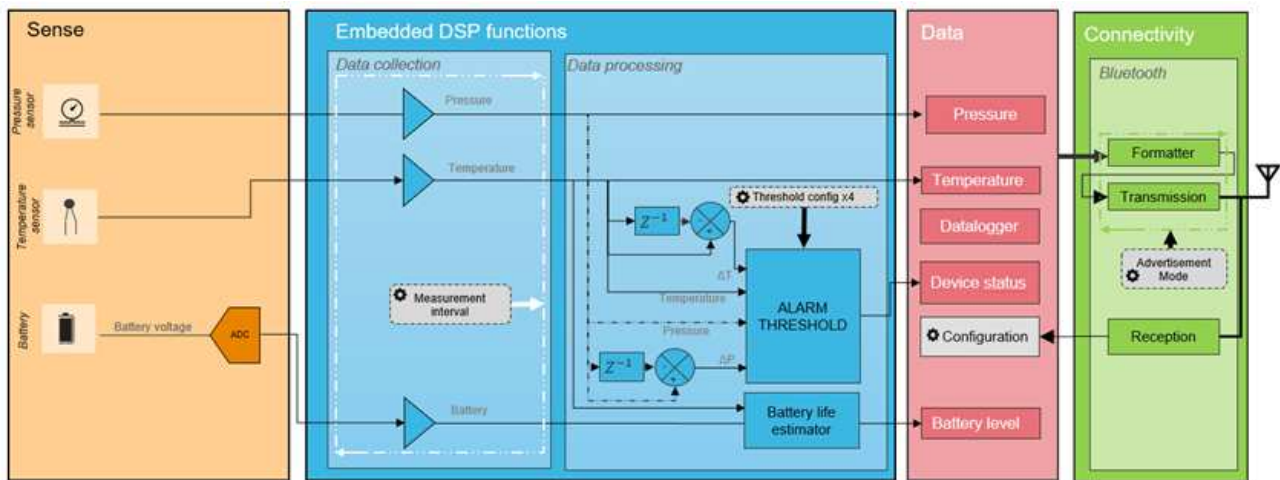 Sense
Embedded DSP functions
Data
Connectivity
Data collection
Data processing
Bluetooth
Pressure
sensor
Pressure
Pressure
Formatter
Temperature
sensor
Temperature
Temperature
Transmission
Threshold config x4
Z⁻¹
Datalogger
ΔT
Advertisement
Mode
Device status
Measurement
interval
Temperature
ALARM
THRESHOLD
Battery
Battery voltage
ADC
Pressure
Configuration
Reception
Z⁻¹
ΔP
Battery
Battery life
estimator
Battery level